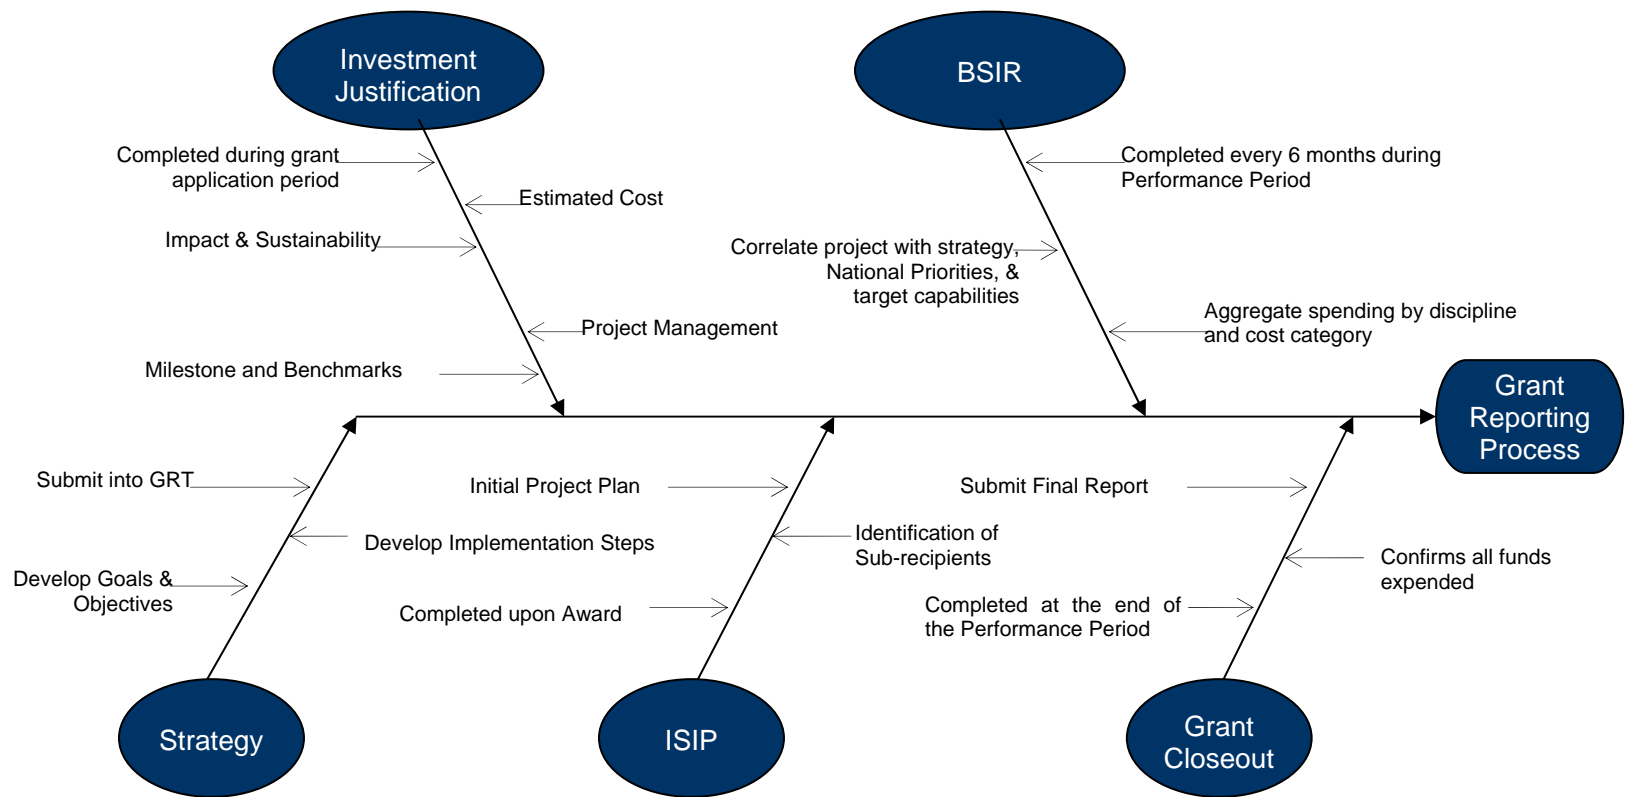 Investment
Justification
BSIR
Completed during grant
application period
Estimated Cost
Impact & Sustainability
Project Management
Milestone and Benchmarks
Completed every 6 months during
Performance Period
Correlate project with strategy,
National Priorities, &
target capabilities
Aggregate spending by discipline
and cost category
Grant
Reporting
Process
Submit into GRT
Develop Implementation Steps
Develop Goals &
Objectives
Initial Project Plan
Identification of
Sub-recipients
Completed upon Award
Submit Final Report
Confirms all funds
expended
Completed at the end of
the Performance Period
Strategy
ISIP
Grant
Closeout